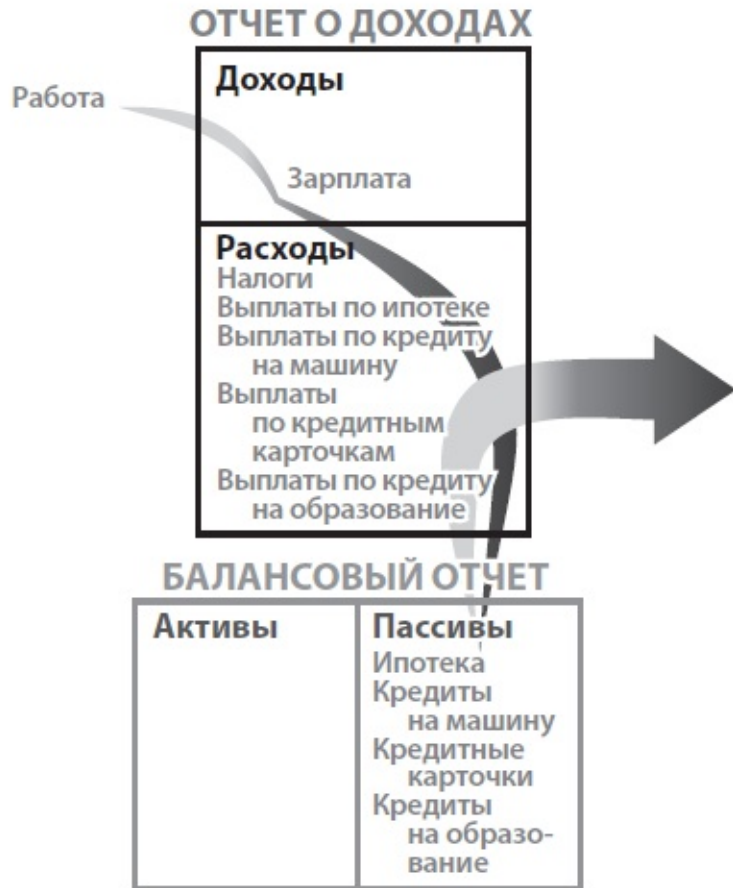 ОТЧЕТ О ДОХОДАХ
Доходы
Работа
Зарплата
Расходы
Налоги
Выплаты по ипотеке
Выплаты по кредиту
на машину
Выплаты
по кредитным
карточкам
Выплаты по кредиту
на образование
БАЛАНСОВЫЙ ОТЧЕТ
Активы
Пассивы
Ипотека
Кредиты
на машину
Кредитные
карточки
Кредиты
на образо-
вание